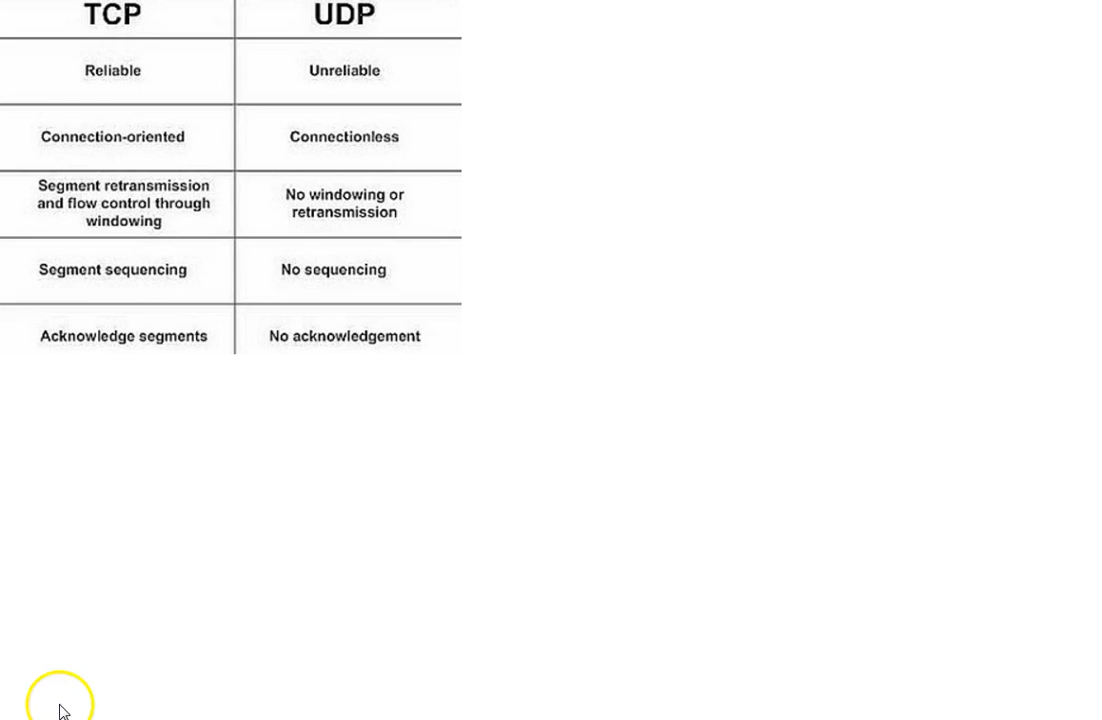 TCP UDP
Reliable Unreliable
Connection-oriented Connectionless
Segment retransmission
and flow control through
windowing
No windowing or
retransmission
Segment sequencing No sequencing
Acknowledge segments No acknowledgement